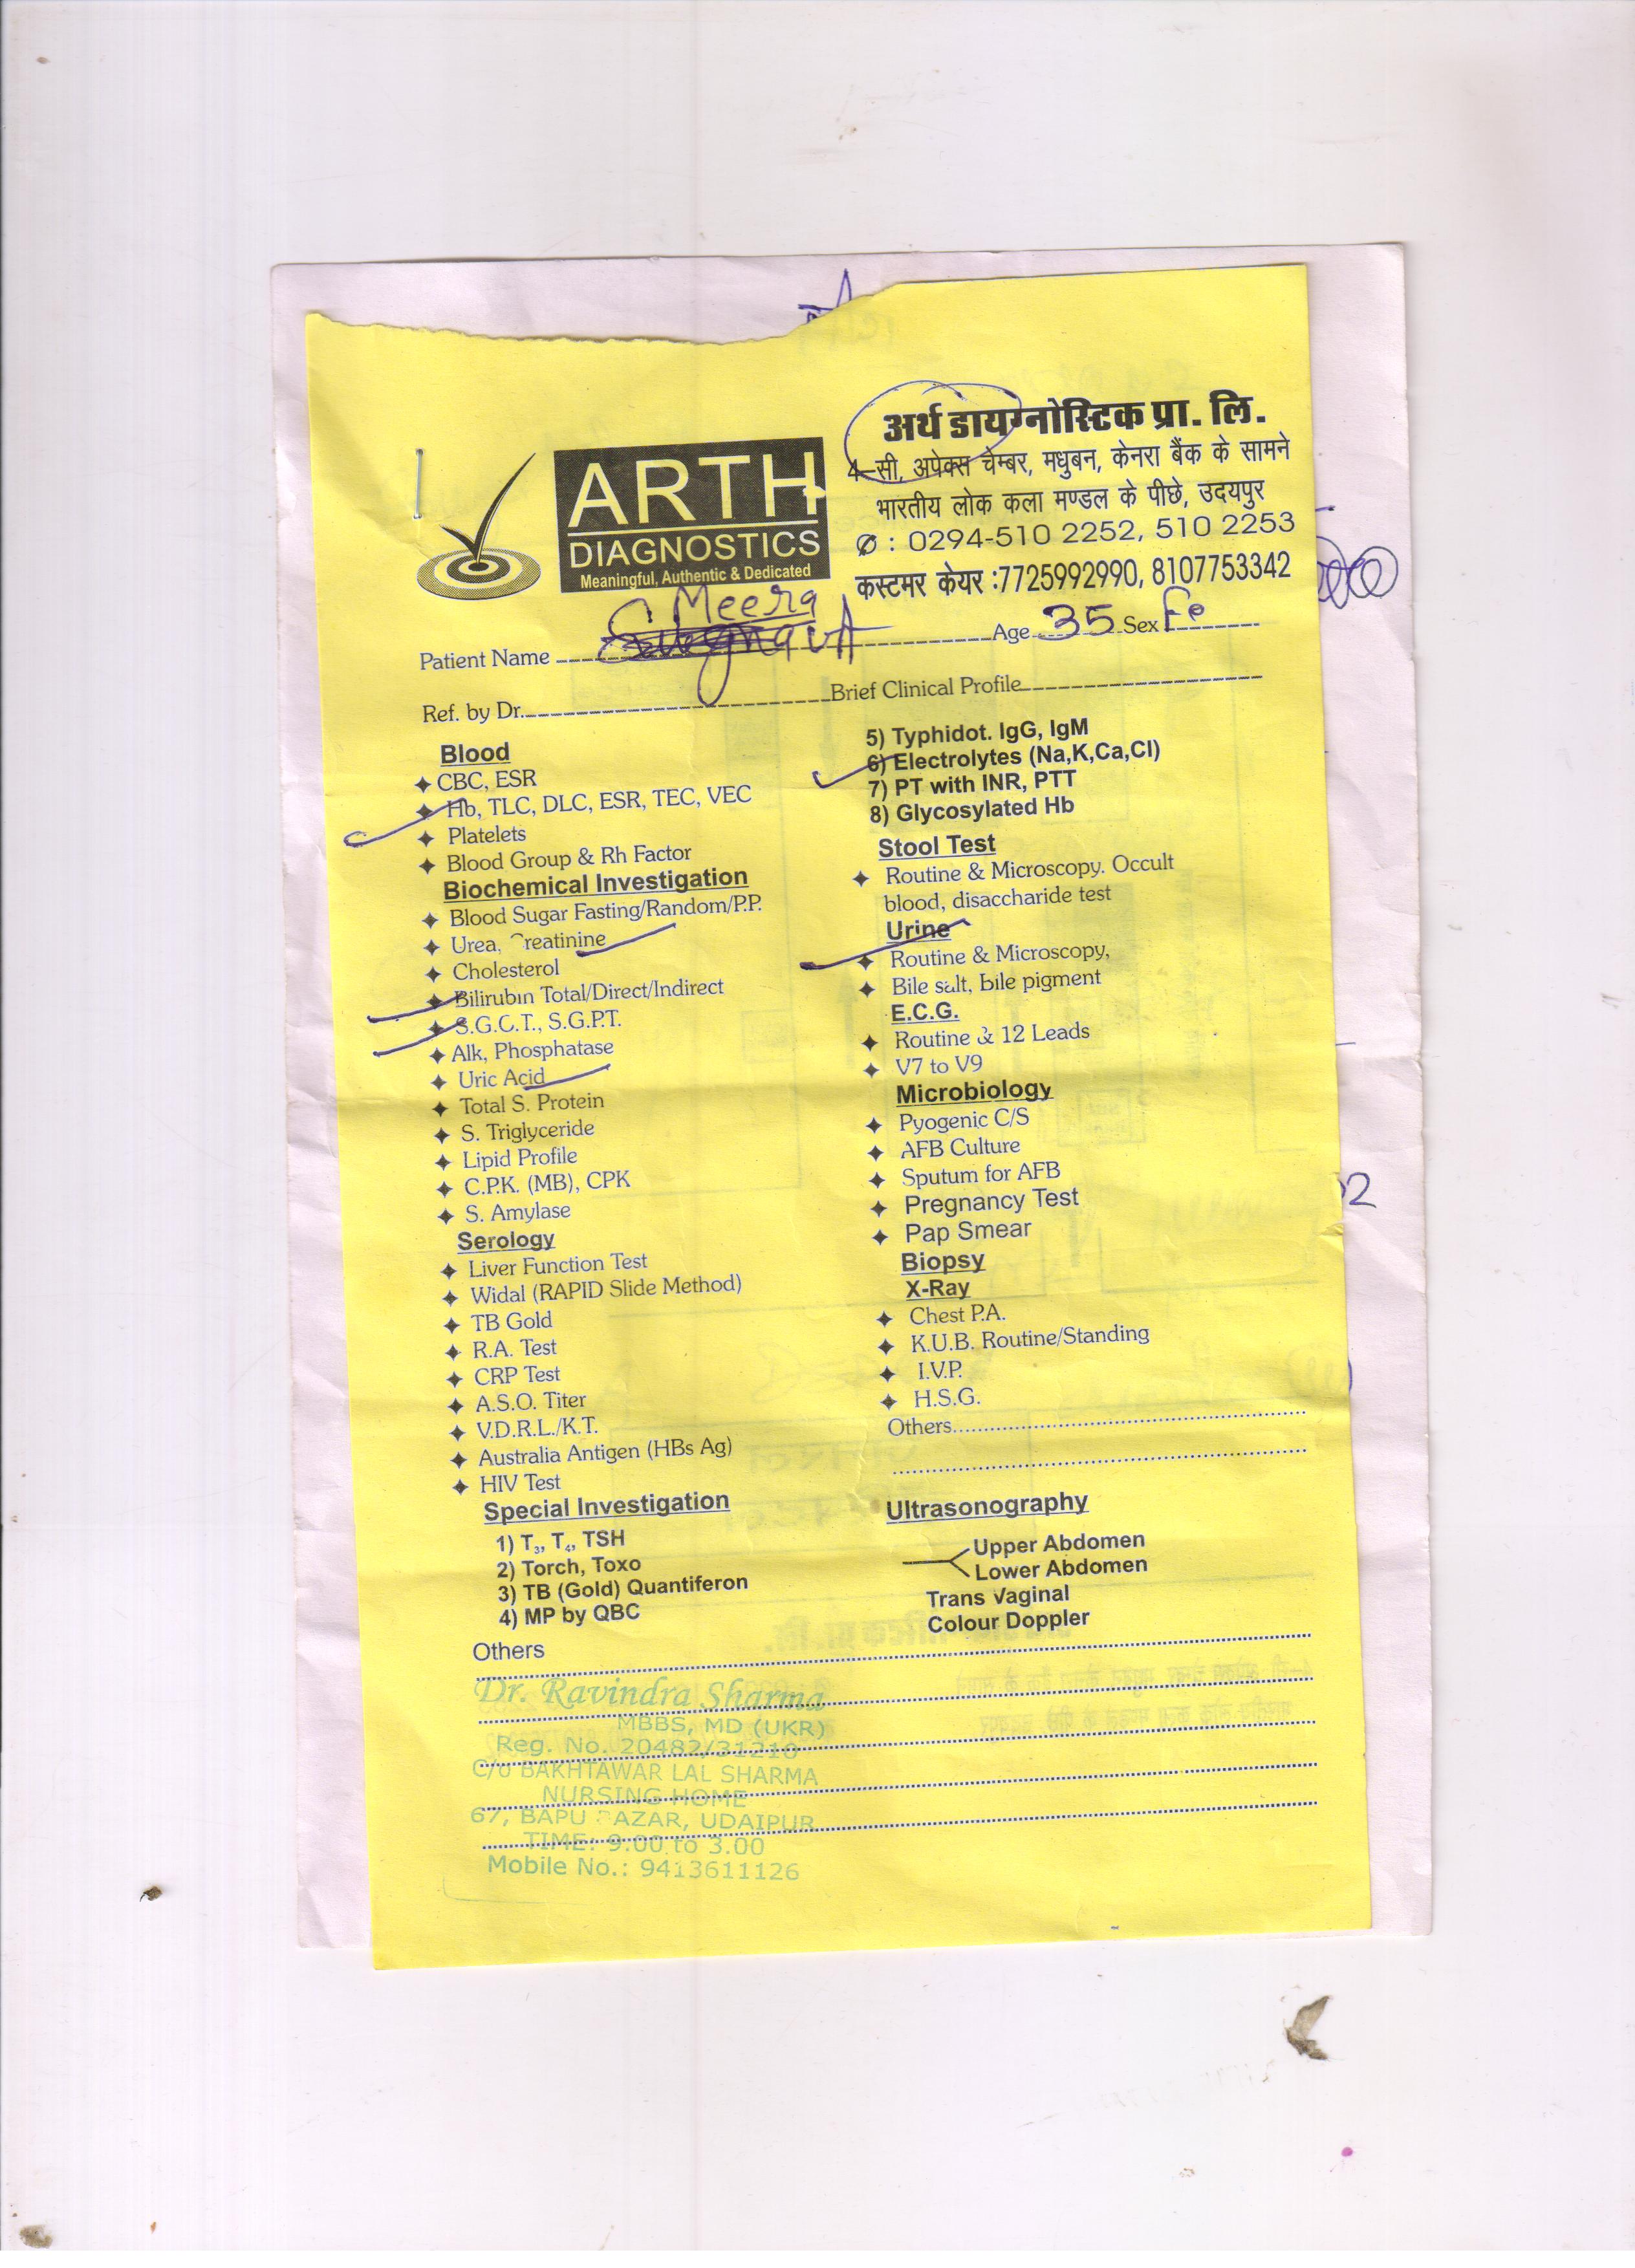 अर्थ डायग्नोस्टिक प्रा. लि.
4-सी, अपेक्स चेम्बर, मधुबन, केनरा बैंक के सामने
भारतीय लोक कला मण्डल के पीछे, उदयपुर
: 0294-510 2252, 510 2253
कस्टमर केयर :7725992990, 8107753342
ARTH
DIAGNOSTICS
Meaningful, Authentic & Dedicated
Meera
Patient Name Age 35 Sex Fe
Ref. by Dr. Brief Clinical Profile
Blood
CBC, ESR
Hb, TLC, DLC, ESR, TEC, VEC
Platelets
Blood Group & Rh Factor
Biochemical Investigation
Blood Sugar Fasting/Random/P.P.
Urea, Creatinine
Cholesterol
Bilirubin Total/Direct/Indirect
S.G.O.T., S.G.P.T.
Alk, Phosphatase
Uric Acid
Total S. Protein
S. Triglyceride
Lipid Profile
C.P.K. (MB), CPK
S. Amylase
Serology
Liver Function Test
Widal (RAPID Slide Method)
TB Gold
R.A. Test
CRP Test
A.S.O. Titer
V.D.R.L./K.T.
Australia Antigen (HBs Ag)
HIV Test
Special Investigation
1) T3, T4, TSH
2) Torch, Toxo
3) TB (Gold) Quantiferon
4) MP by QBC
Others
5) Typhidot. IgG, IgM
6) Electrolytes (Na,K,Ca,Cl)
7) PT with INR, PTT
8) Glycosylated Hb
Stool Test
Routine & Microscopy. Occult
blood, disaccharide test
Urine
Routine & Microscopy,
Bile salt, bile pigment
E.C.G.
Routine & 12 Leads
V7 to V9
Microbiology
Pyogenic C/S
AFB Culture
Sputum for AFB
Pregnancy Test
Pap Smear
Biopsy
X-Ray
Chest P.A.
K.U.B. Routine/Standing
I.V.P.
H.S.G.
Others
Ultrasonography
Upper Abdomen
Lower Abdomen
Trans Vaginal
Colour Doppler
Dr. Ravindra Sharma
MBBS, MD (UKR)
Reg. No. 20482/31210
C/o BAKHTAWAR LAL SHARMA
NURSING HOME
67, BAPU BAZAR, UDAIPUR
TIME: 9.00 to 3.00
Mobile No.: 9413611126